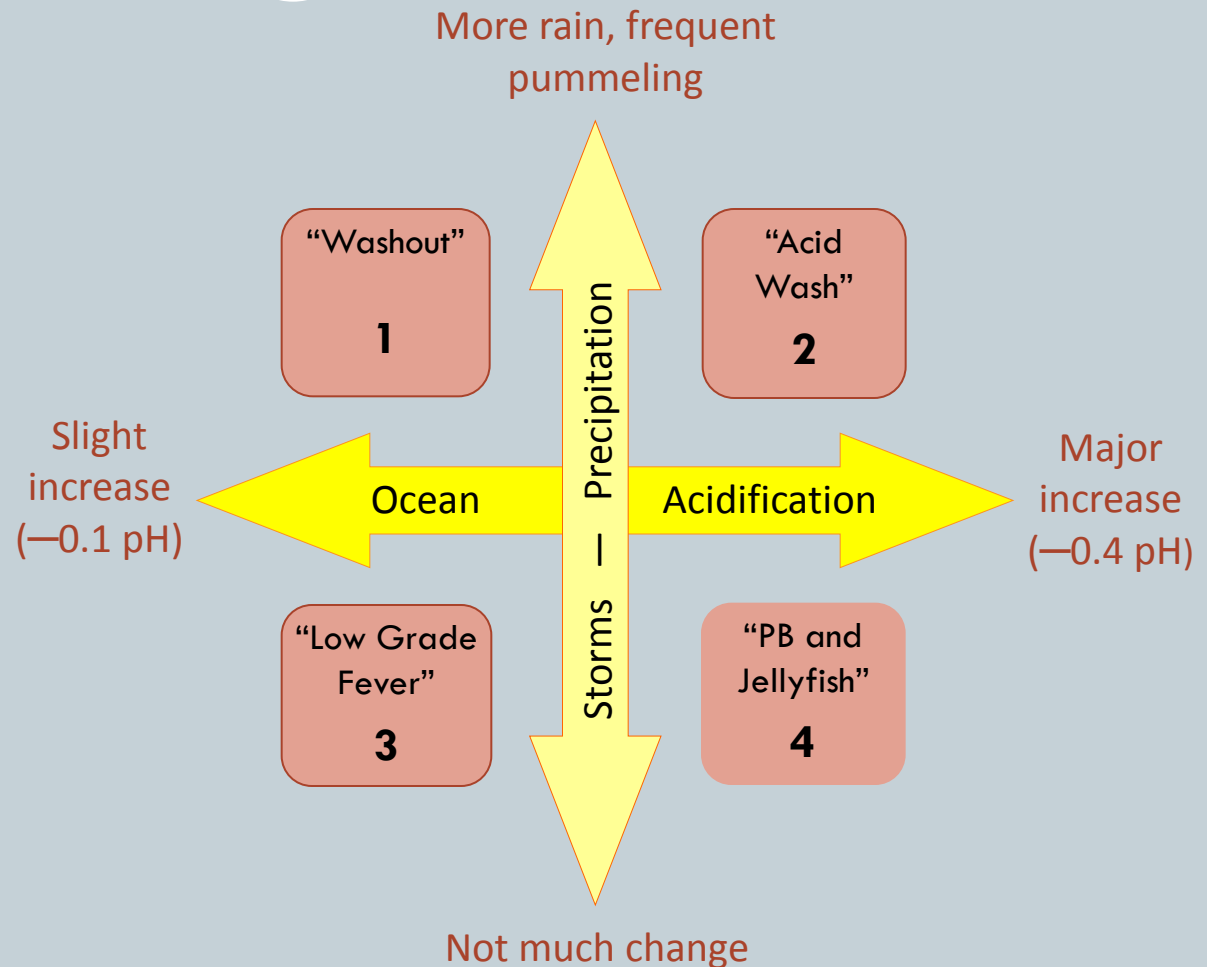 More rain, frequent
pummeling
“Washout”
1
“Acid
Wash”
2
Storms — Precipitation
Slight
increase
(—0.1 pH)
Ocean
Acidification
Major
increase
(—0.4 pH)
“Low Grade
Fever”
3
“PB and
Jellyfish”
4
Not much change